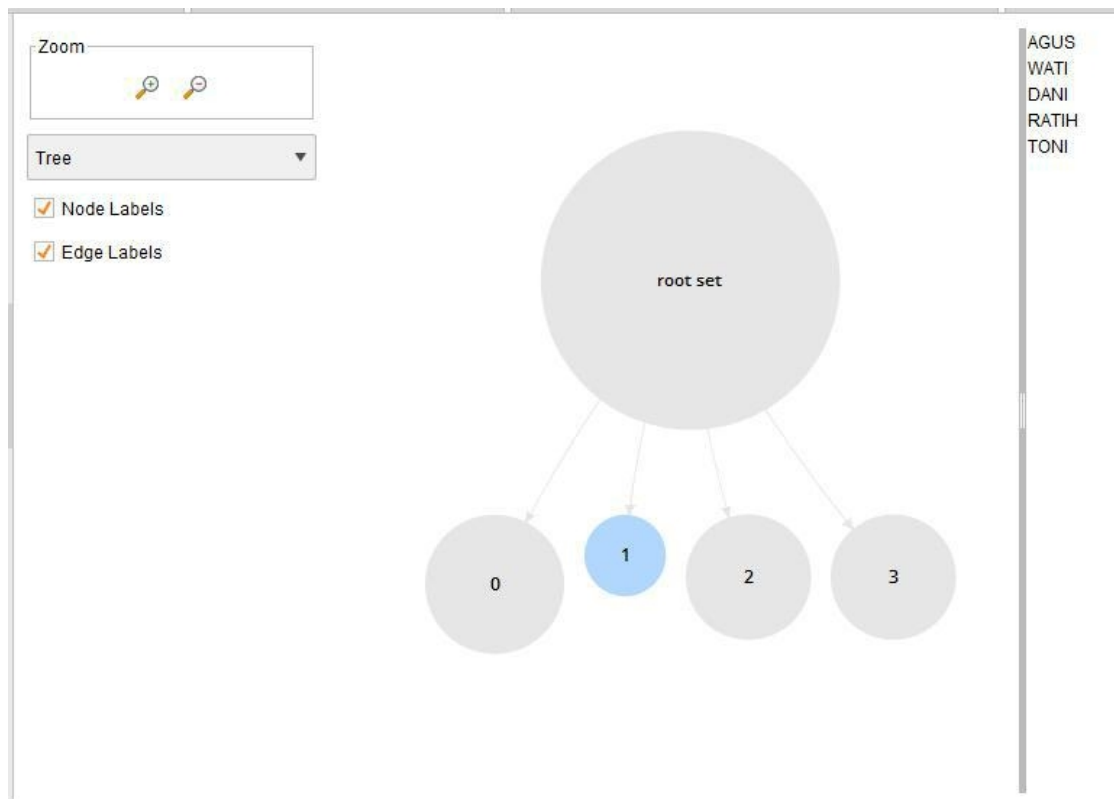 Zoom
Tree
Node Labels
Edge Labels
root set
0
1
2
3
AGUS
WATI
DANI
RATIH
TONI